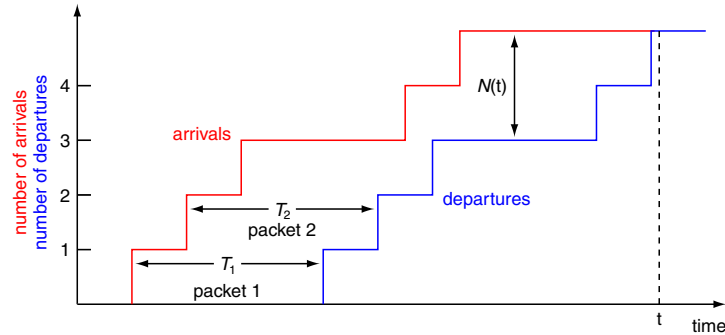 number of arrivals
number of departures
4
3
2
1
arrivals
N(t)
departures
T2
packet 2
T1
packet 1
t
time